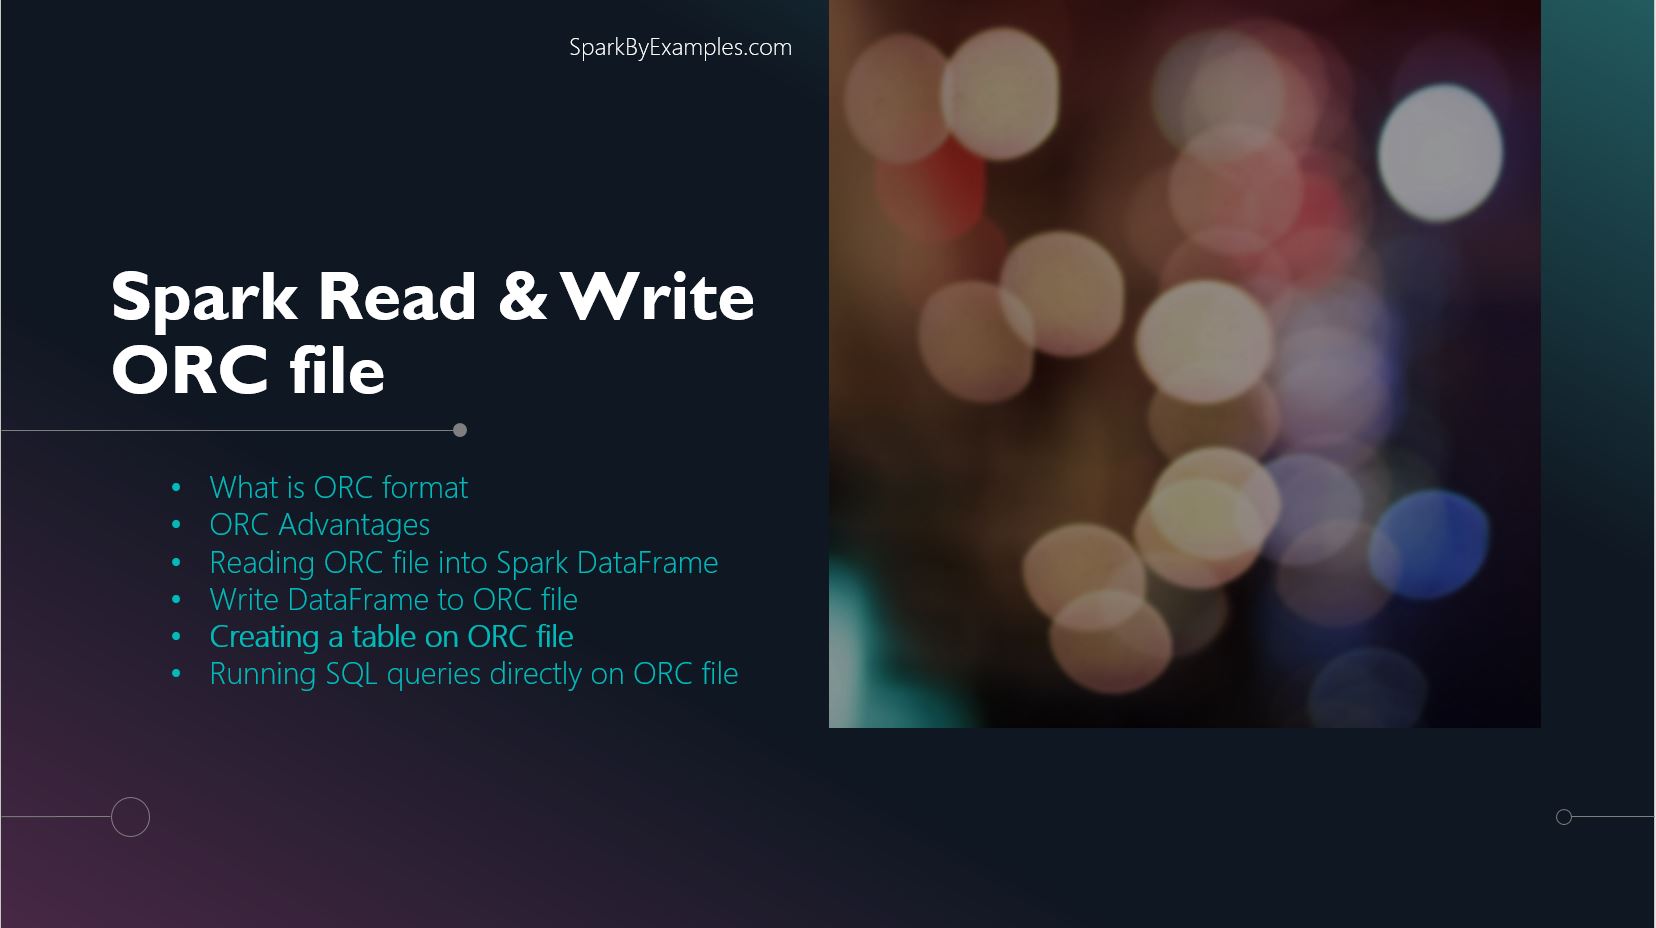 SparkByExamples.com
Spark Read & Write
ORC file
• What is ORC format
• ORC Advantages
• Reading ORC file into Spark DataFrame
• Write DataFrame to ORC file
• Creating a table on ORC file
• Running SQL queries directly on ORC file